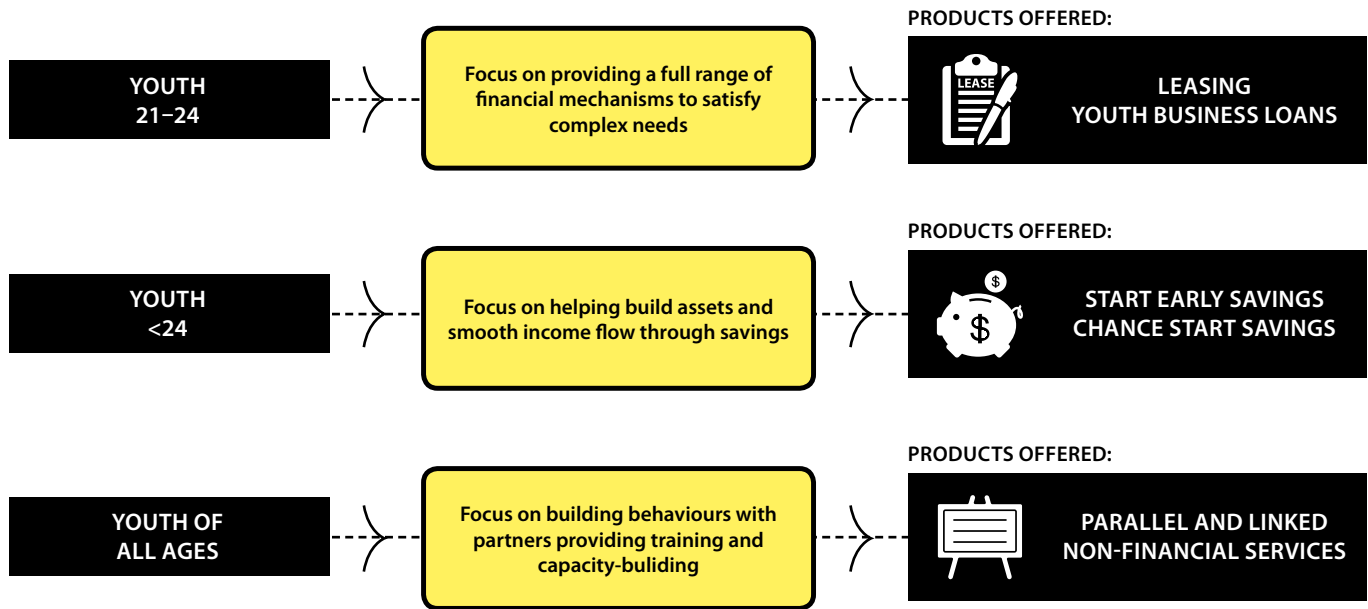 PRODUCTS OFFERED:
YOUTH
21–24
Focus on providing a full range of
financial mechanisms to satisfy
complex needs
LEASE
LEASING
YOUTH BUSINESS LOANS
PRODUCTS OFFERED:
YOUTH
<24
Focus on helping build assets and
smooth income flow through savings
$
$
START EARLY SAVINGS
CHANCE START SAVINGS
PRODUCTS OFFERED:
YOUTH OF
ALL AGES
Focus on building behaviours with
partners providing training and
capacity-buliding
PARALLEL AND LINKED
NON-FINANCIAL SERVICES